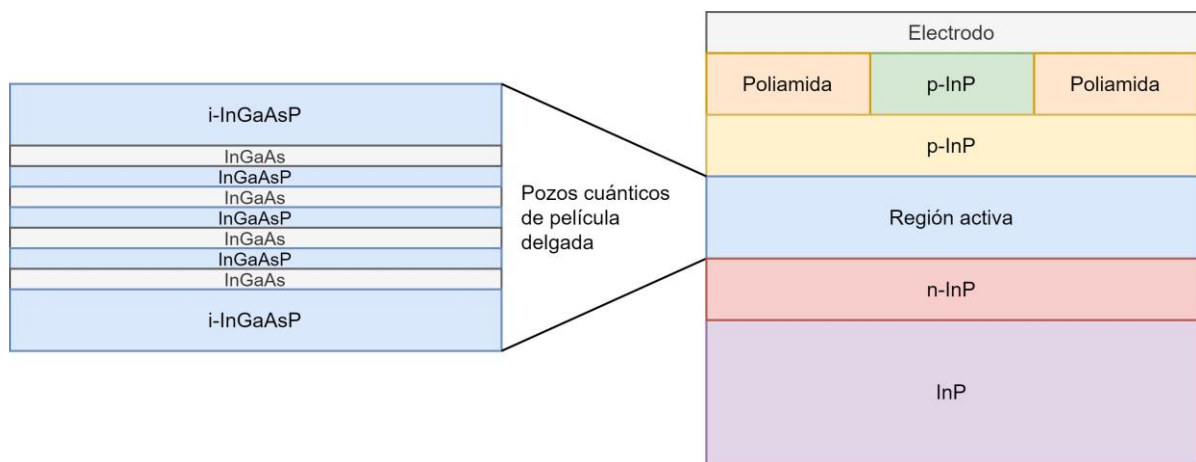 i-InGaAsP
InGaAs
InGaAsP
InGaAs
InGaAsP
InGaAs
InGaAsP
InGaAs
i-InGaAsP
Pozos cuánticos
de película
delgada
Electrodo
Poliamida p-InP Poliamida
p-InP
Región activa
n-InP
InP